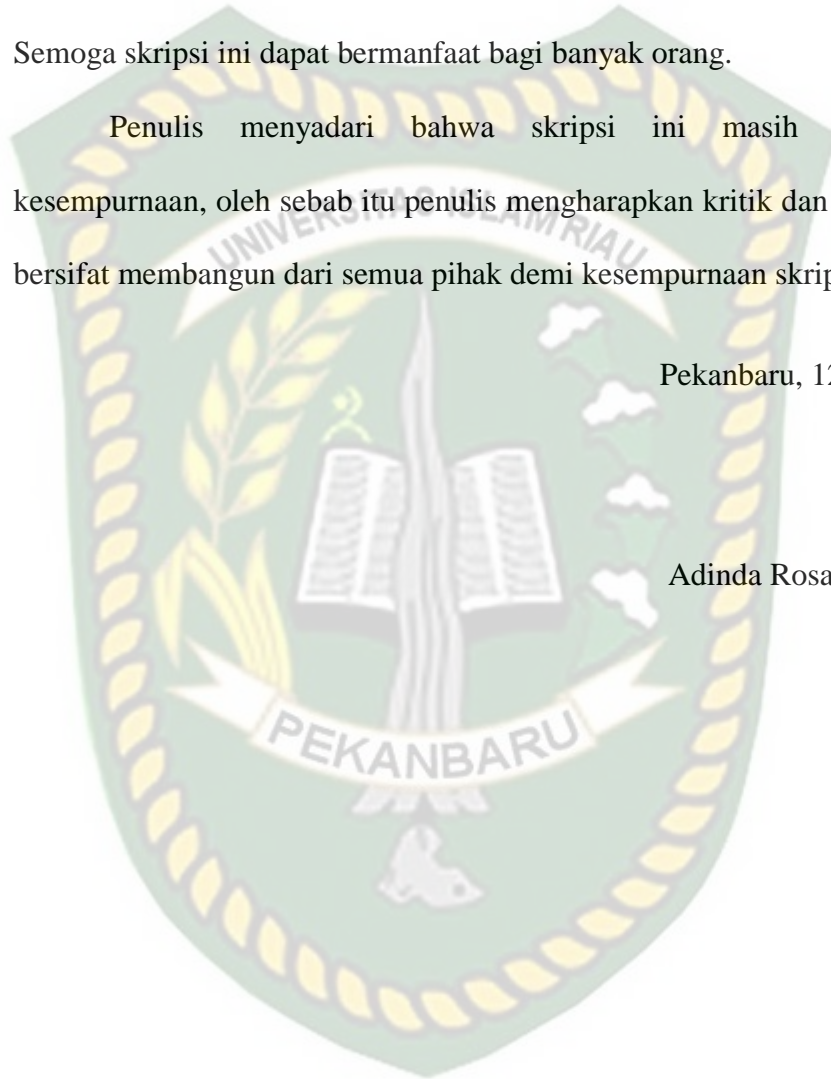 Semoga skripsi ini dapat bermanfaat bagi banyak orang.
Penulis menyadari bahwa skripsi ini masih
kesempurnaan, oleh sebab itu penulis mengharapkan kritik dan
bersifat membangun dari semua pihak demi kesempurnaan skrip
UNIVERSITAS ISLAM RIAU
Pekanbaru, 12
Adinda Rosa
PEKANBARU